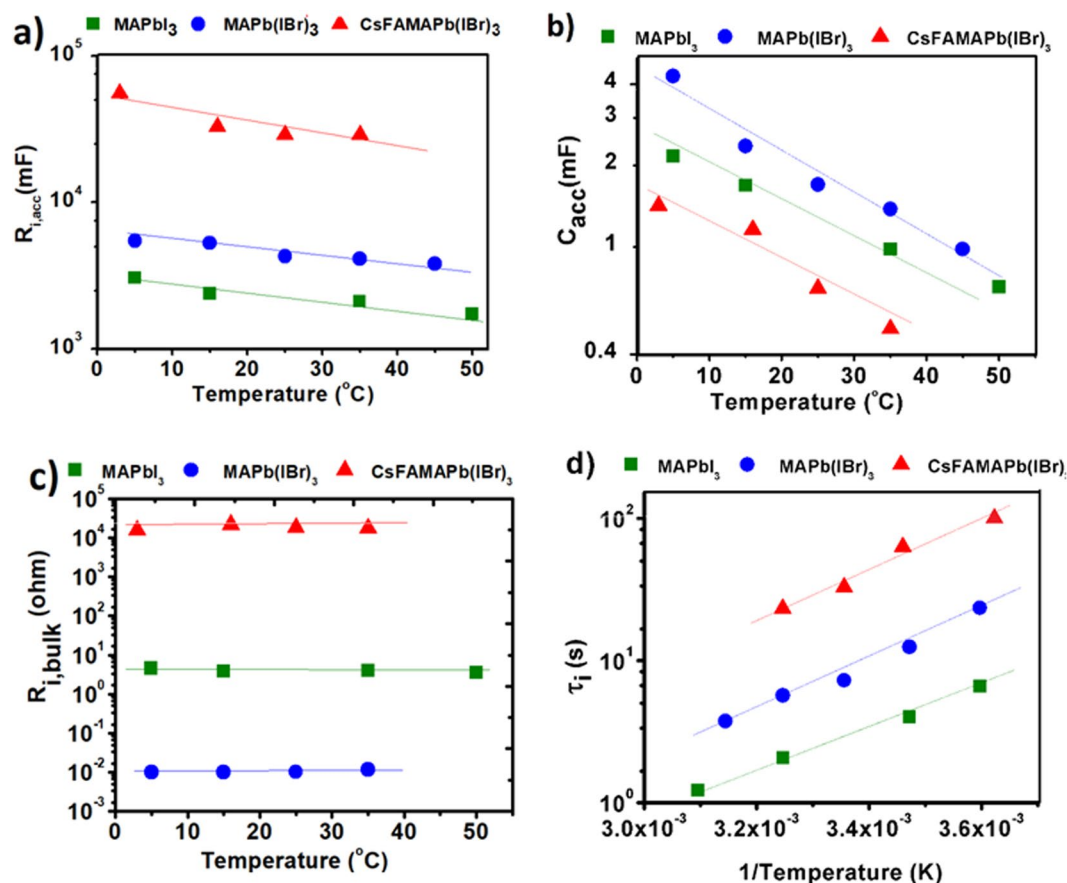 a)
MAPbI3 MAPb(IBr)3 CsFAMAPb(IBr)3
10^5
10^4
10^3
R_i,acc (mF)
0 10 20 30 40 50
Temperature (°C)
b)
MAPbI3 MAPb(IBr)3 CsFAMAPb(IBr)3
4
3
2
1
0.4
C_acc (mF)
0 10 20 30 40 50
Temperature (°C)
c)
MAPbI3 MAPb(IBr)3 CsFAMAPb(IBr)3
10^5
10^4
10^3
10^2
10^1
10^0
10^-1
10^-2
10^-3
R_i,bulk (ohm)
0 10 20 30 40 50
Temperature (°C)
d)
MAPbI3 MAPb(IBr)3 CsFAMAPb(IBr)3
10^2
10^1
10^0
τ_i (s)
3.0x10^-3 3.2x10^-3 3.4x10^-3 3.6x10^-3
1/Temperature (K)